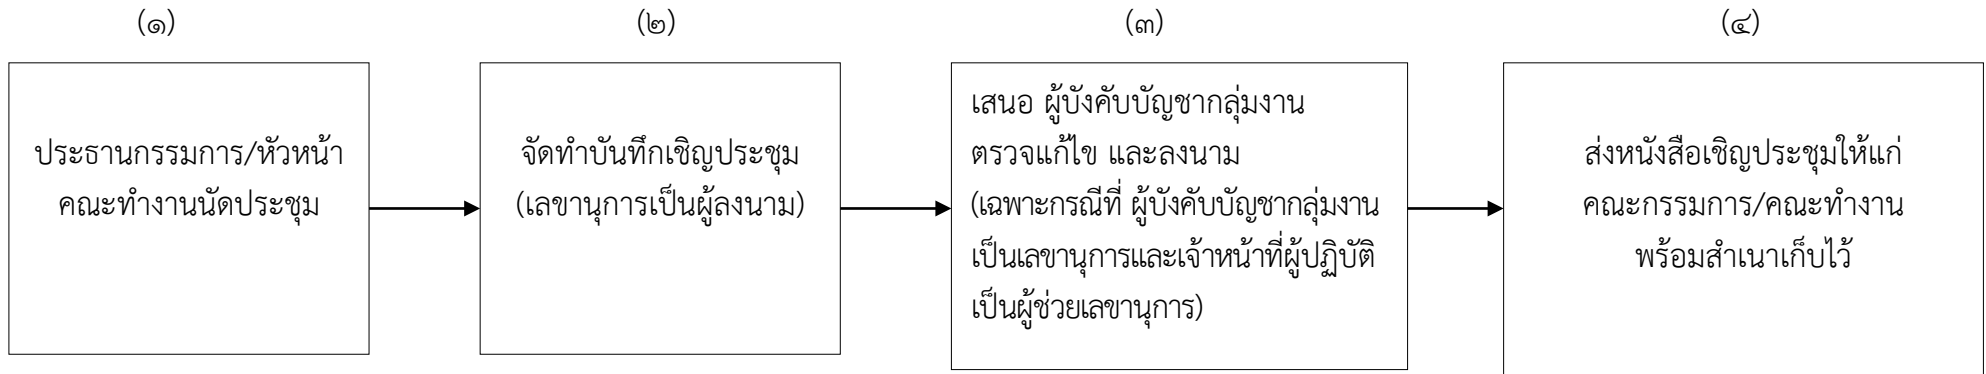 (๑)
(๒)
(๓)
(๔)
ประธานกรรมการ/หัวหน้า
คณะทำงานนัดประชุม
จัดทำบันทึกเชิญประชุม
(เลขานุการเป็นผู้ลงนาม)
เสนอ ผู้บังคับบัญชากลุ่มงาน
ตรวจแก้ไข และลงนาม
(เฉพาะกรณีที่ ผู้บังคับบัญชากลุ่มงาน
เป็นเลขานุการและเจ้าหน้าที่ผู้ปฏิบัติ
เป็นผู้ช่วยเลขานุการ)
ส่งหนังสือเชิญประชุมให้แก่
คณะกรรมการ/คณะทำงาน
พร้อมสำเนาเก็บไว้